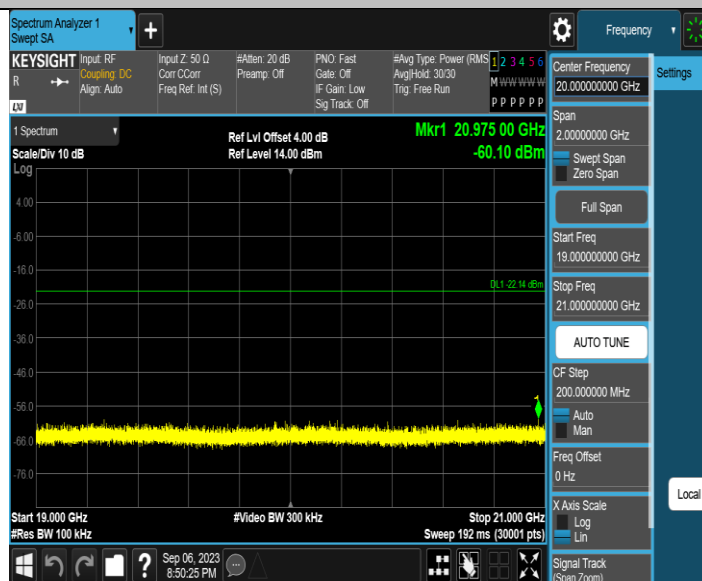 Spectrum Analyzer 1
Swept SA
+
Frequency
KEYSIGHT
R
LXI
Input: RF
Coupling: DC
Align: Auto
Input Z: 50 Ω
Corr CCorr
Freq Ref: Int (S)
#Atten: 20 dB
Preamp: Off
PNO: Fast
Gate: Off
IF Gain: Low
Sig Track: Off
#Avg Type: Power (RMS
Avg|Hold: 30/30
Trig: Free Run
1 2 3 4 5 6
M W W W W W
P P P P P P
1 Spectrum
Scale/Div 10 dB
Log
Ref Lvl Offset 4.00 dB
Ref Level 14.00 dBm
Mkr1 20.975 00 GHz
-60.10 dBm
4.00
-6.00
-16.0
-26.0
-36.0
-46.0
-56.0
-66.0
-76.0
DL1 -22.14 dBm
1
Start 19.000 GHz
#Res BW 100 kHz
#Video BW 300 kHz
Stop 21.000 GHz
Sweep 192 ms (30001 pts)
?
Sep 06, 2023
8:50:25 PM
Center Frequency
20.000000000 GHz
Span
2.00000000 GHz
Swept Span
Zero Span
Full Span
Start Freq
19.000000000 GHz
Stop Freq
21.000000000 GHz
AUTO TUNE
CF Step
200.000000 MHz
Auto
Man
Freq Offset
0 Hz
X Axis Scale
Log
Lin
Signal Track
(Span Zoom)
Settings
Local